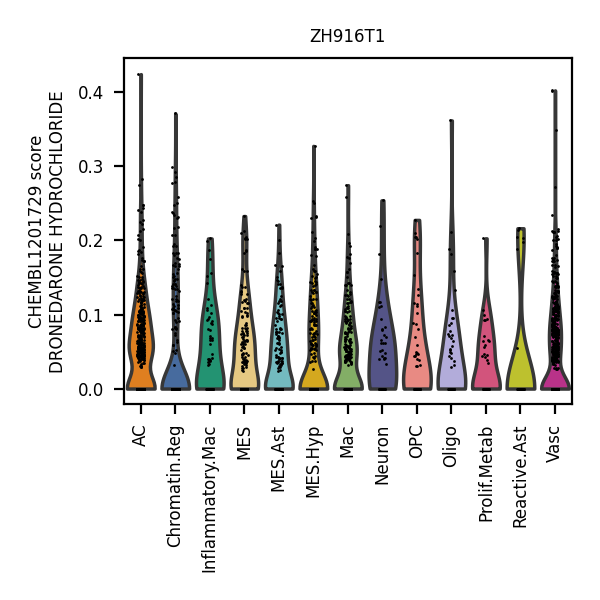 ZH916T1
CHEMBL1201729 score
DRONEDARONE HYDROCHLORIDE
0.4
0.3
0.2
0.1
0.0
AC
Chromatin.Reg
Inflammatory.Mac
MES
MES.Ast
MES.Hyp
Mac
Neuron
OPC
Oligo
Prolif.Metab
Reactive.Ast
Vasc